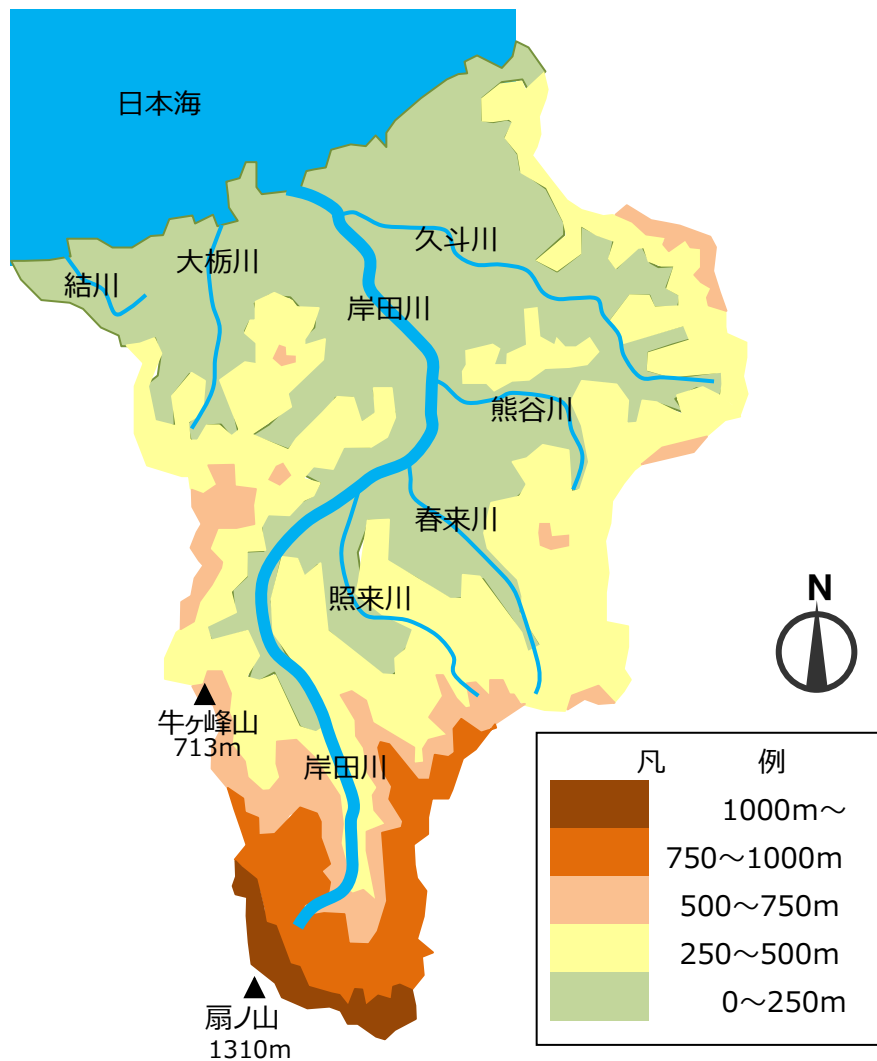 日本海
久斗川
大栃川
結川
岸田川
熊谷川
春来川
照来川
N
牛ヶ峰山
713m
岸田川
凡 例
1000m～
750～1000m
500～750m
250～500m
0～250m
扇ノ山
1310m